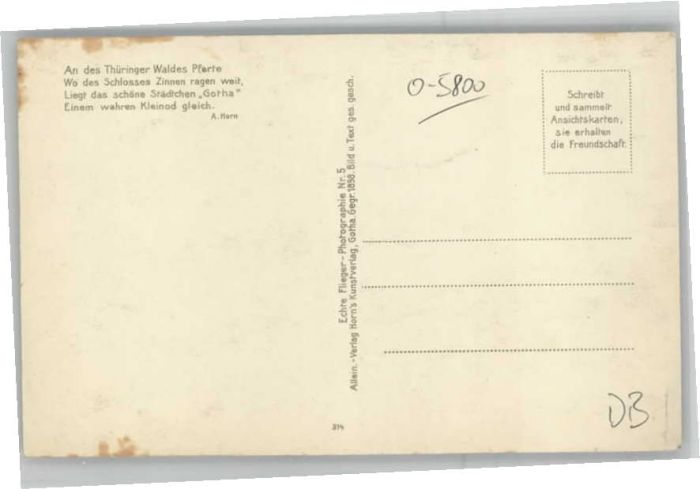 An des Thüringer Waldes Pforte
Wo des Schlosses Zinnen ragen weit,
Liegt das schöne Städtchen „Gotha"
Einem wahren Kleinod gleich.
A. Horn
Echte Flieger-Photographie Nr. 5
Allein.-Verlag Horn's Kunstverlag, Gotha. Gegr. 1898. Bild u. Text ges. gesch.
314
O-5800
Schreibt
und sammelt
Ansichtskarten,
sie erhalten
die Freundschaft.
DB